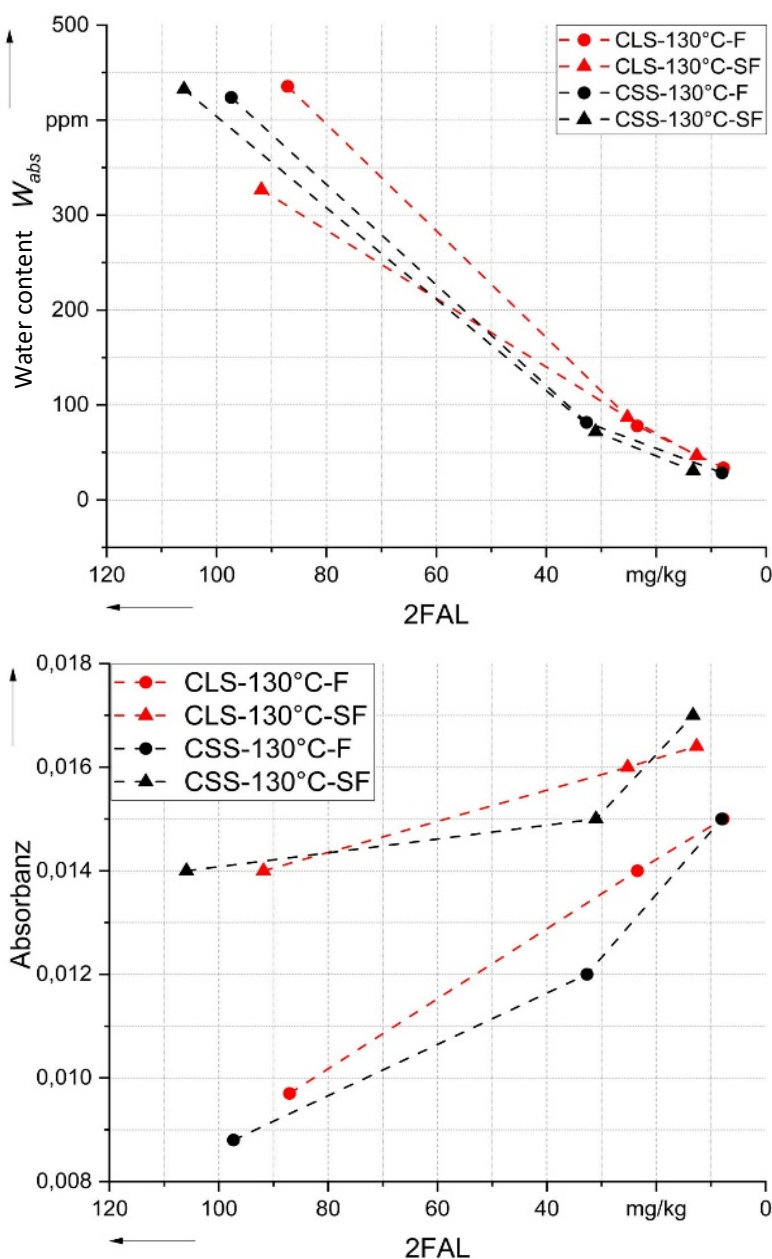 500
ppm
300
200
100
0
Water content W_abs
CLS-130°C-F
CLS-130°C-SF
CSS-130°C-F
CSS-130°C-SF
120 100 80 60 40 mg/kg 0
2FAL
0,018
0,016
0,014
0,012
0,010
0,008
Absorbanz
CLS-130°C-F
CLS-130°C-SF
CSS-130°C-F
CSS-130°C-SF
120 100 80 60 40 mg/kg 0
2FAL